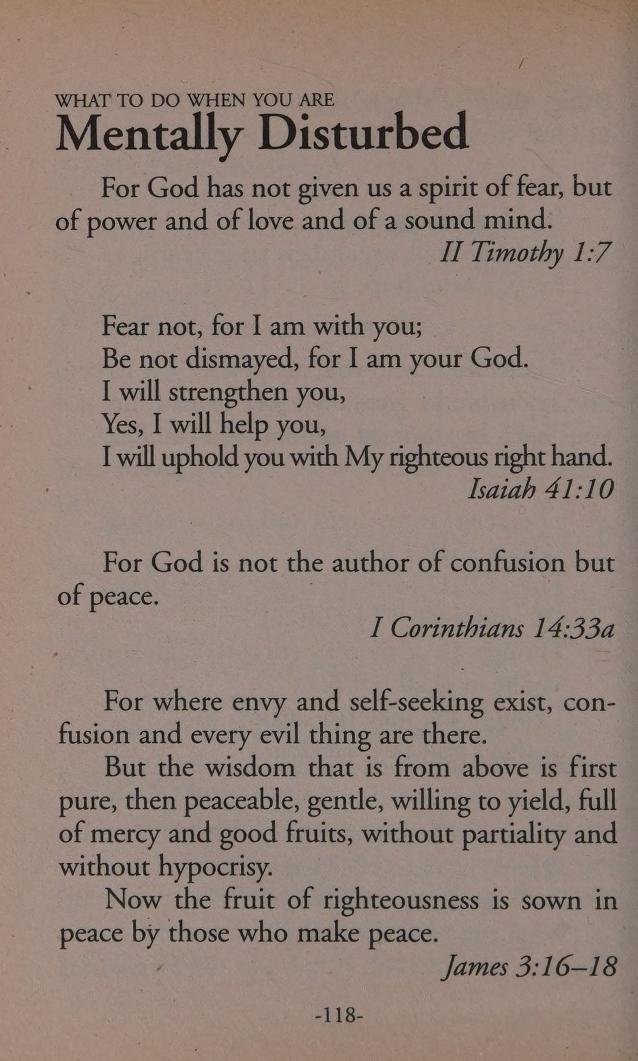 WHAT TO DO WHEN YOU ARE
Mentally Disturbed
For God has not given us a spirit of fear, but
of power and of love and of a sound mind.
II Timothy 1:7
Fear not, for I am with you;
Be not dismayed, for I am your God.
I will strengthen you,
Yes, I will help you,
I will uphold you with My righteous right hand.
Isaiah 41:10
For God is not the author of confusion but
of peace.
I Corinthians 14:33a
For where envy and self-seeking exist, con-
fusion and every evil thing are there.
But the wisdom that is from above is first
pure, then peaceable, gentle, willing to yield, full
of mercy and good fruits, without partiality and
without hypocrisy.
Now the fruit of righteousness is sown in
peace by those who make peace.
James 3:16–18
-118-